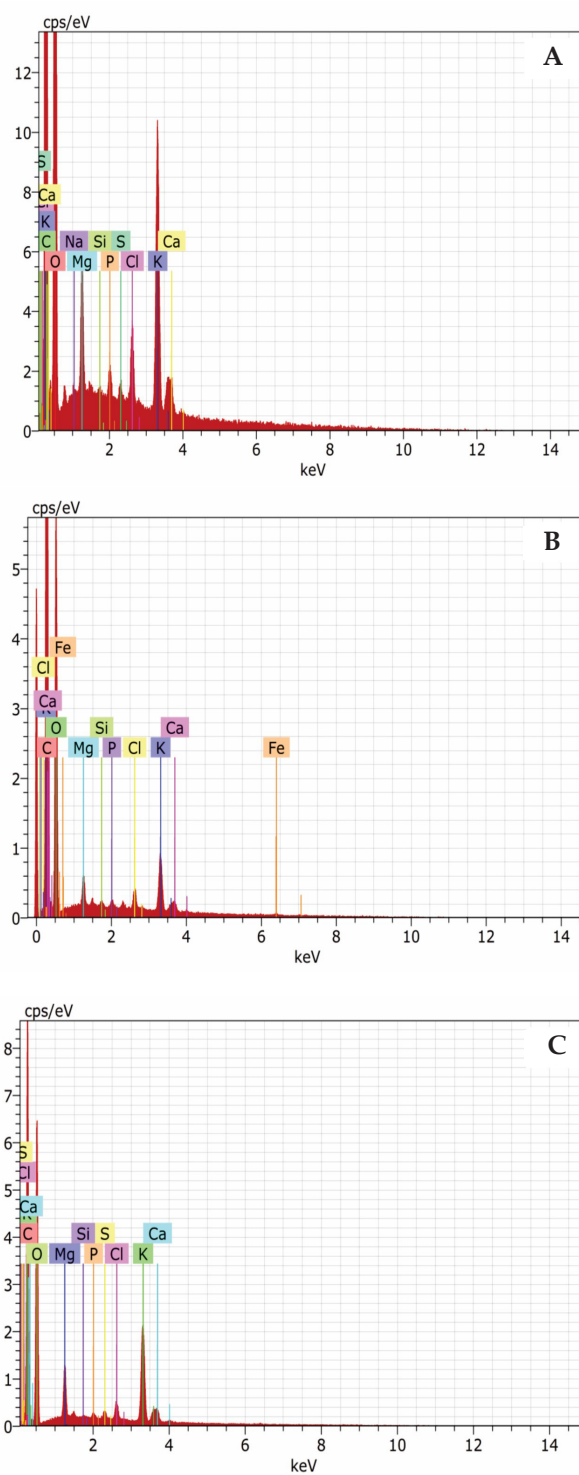 cps/eV
A
12
10
8
S
Ca
6
K
C Na Si S Ca
O Mg P Cl K
4
2
0
2 4 6 8 10 12 14
keV
cps/eV
B
5
4
Fe
Cl
3
Ca
K
O Si Ca
C Mg P Cl K Fe
2
1
0
0 2 4 6 8 10 12 14
keV
cps/eV
C
8
7
6
S
Cl
5
Ca
K
4
C Si S Ca
O Mg P Cl K
3
2
1
0
2 4 6 8 10 12 14
keV